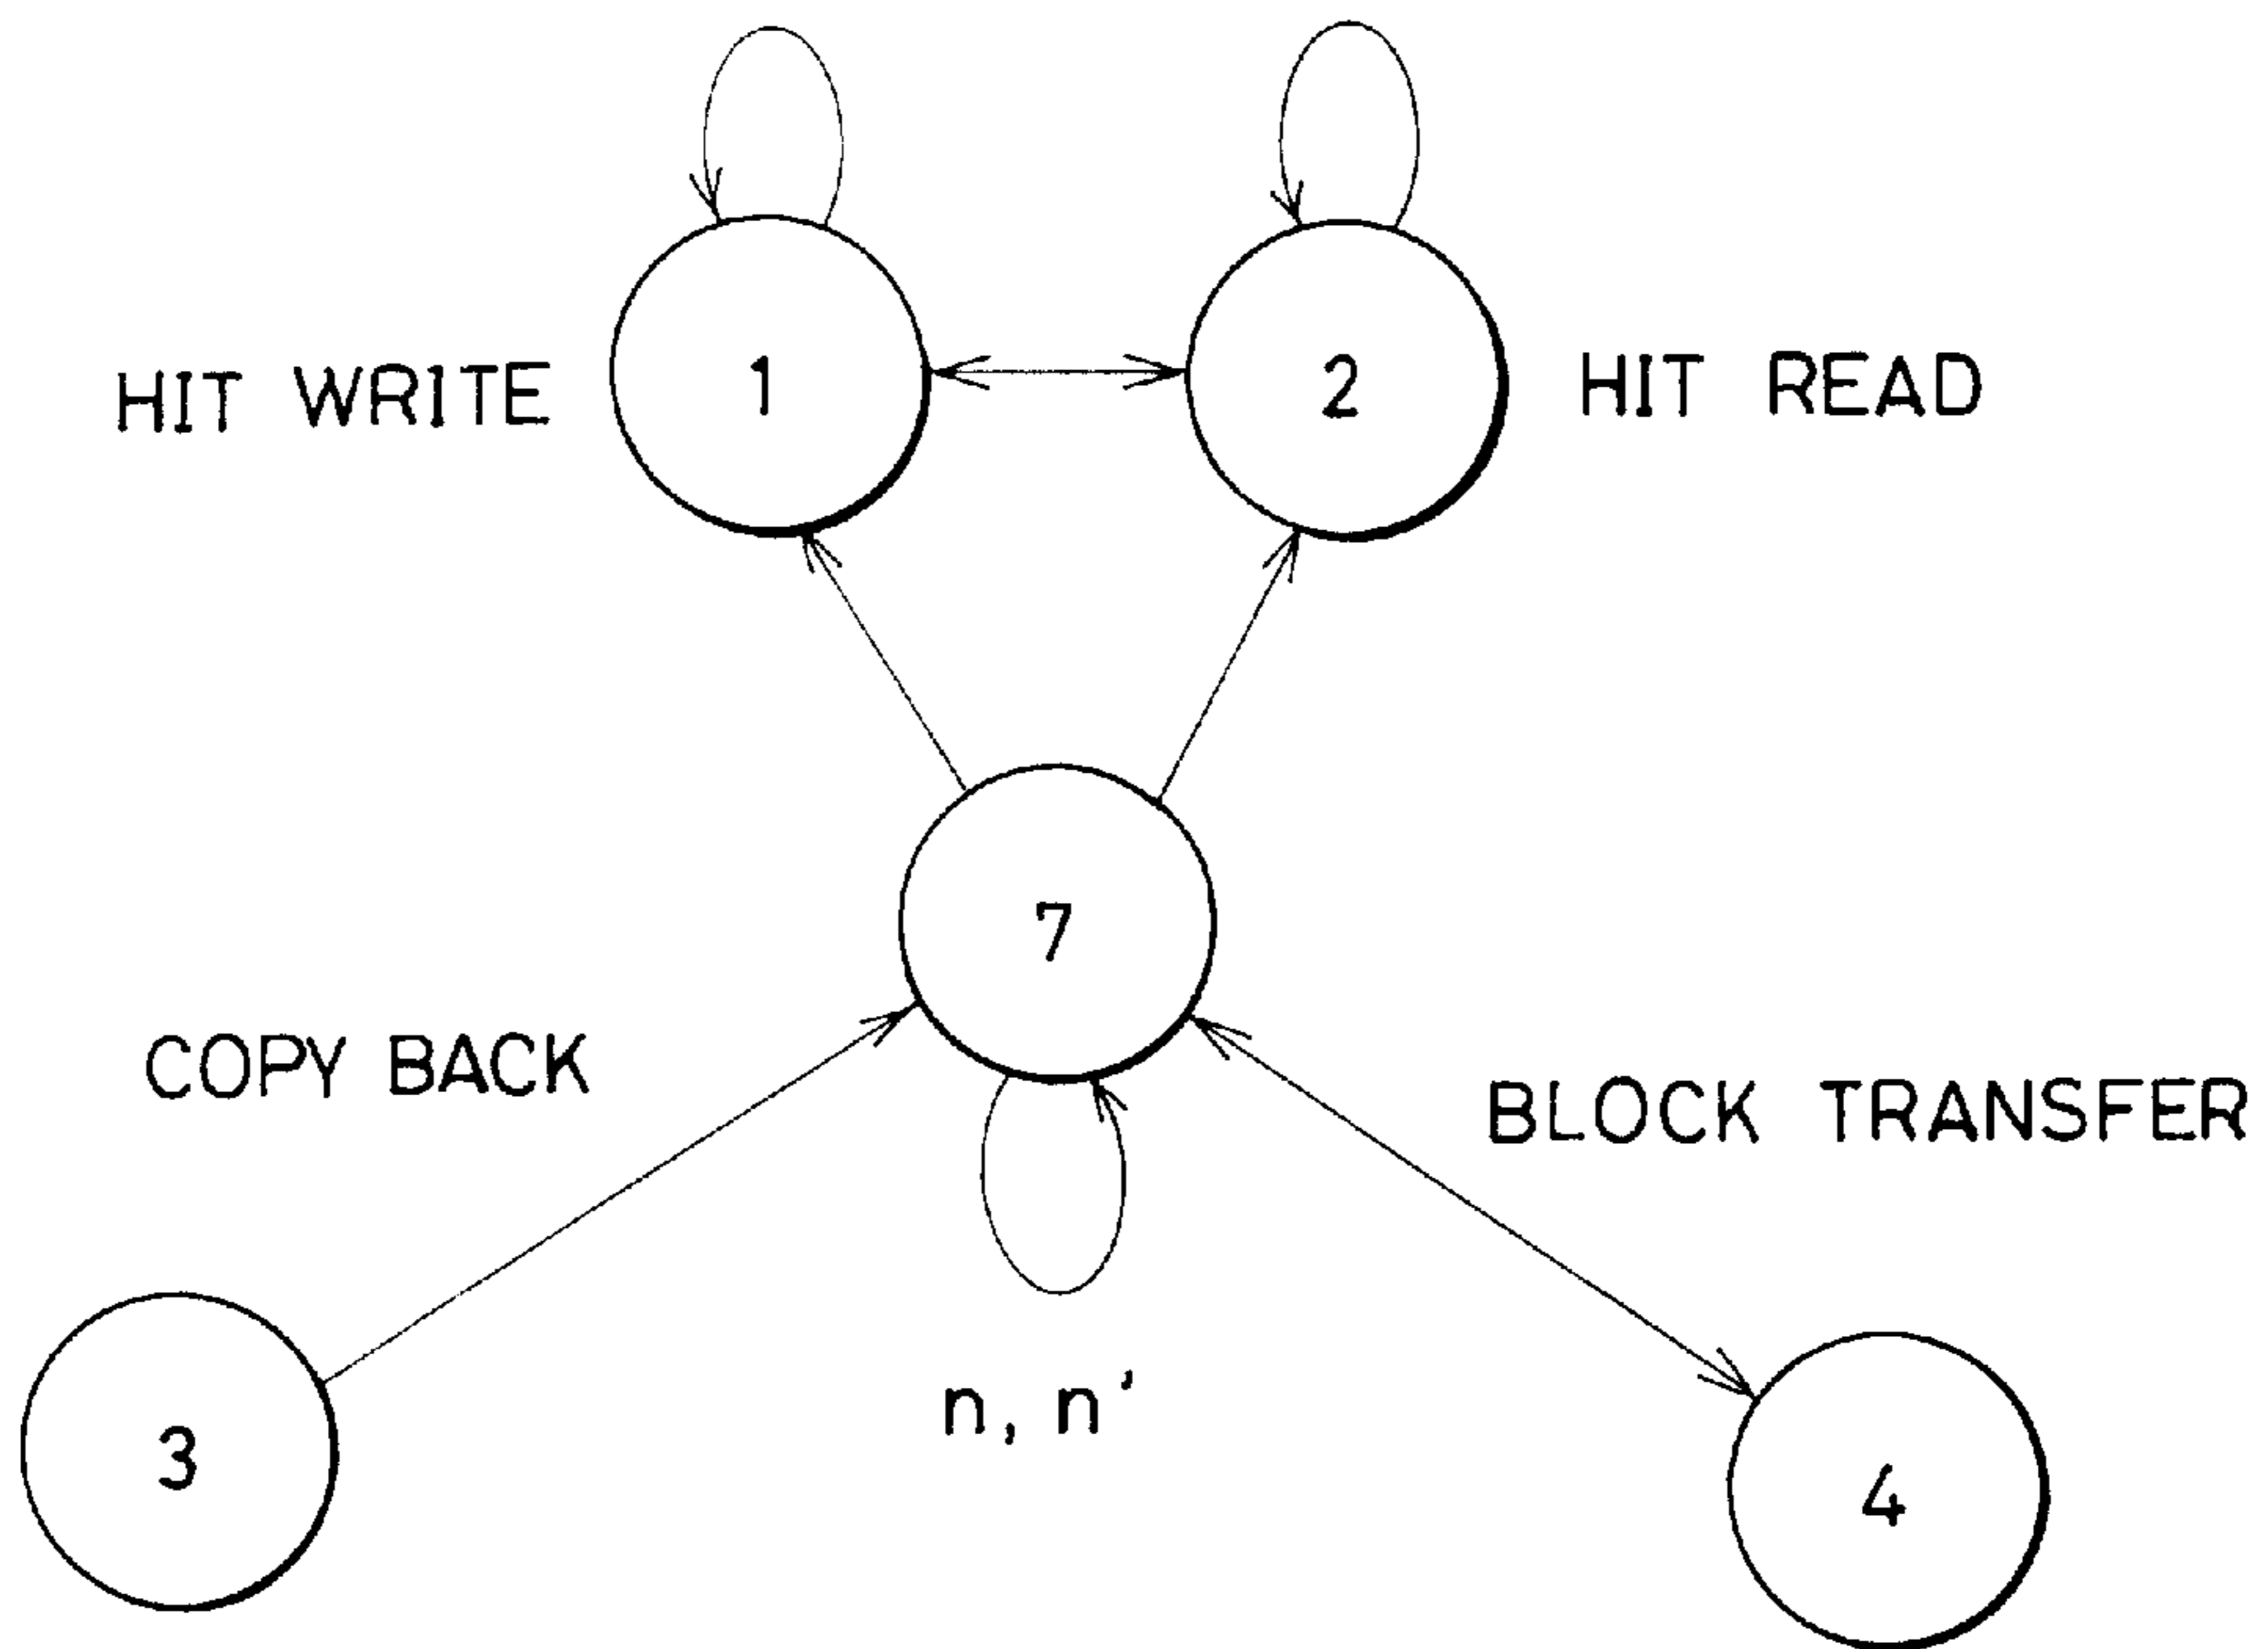 HIT WRITE
1
2
HIT READ
7
COPY BACK
BLOCK TRANSFER
n, n'
3
4